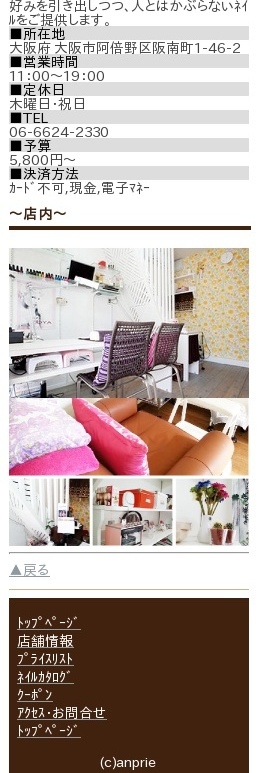 好みを引き出しつつ、人とはかぶらないﾈｲ
ﾙをご提供します。
■所在地
大阪府 大阪市阿倍野区阪南町1-46-2
■営業時間
11：00～19：00
■定休日
木曜日･祝日
■TEL
06-6624-2330
■予算
5,800円～
■決済方法
ｶｰﾄﾞ不可,現金,電子ﾏﾈｰ
～店内～
▲戻る
ﾄｯﾌﾟﾍﾟｰｼﾞ
店舗情報
ﾌﾟﾗｲｽﾘｽﾄ
ﾈｲﾙｶﾀﾛｸﾞ
ｸｰﾎﾟﾝ
ｱｸｾｽ･お問合せ
ﾄｯﾌﾟﾍﾟｰｼﾞ
(c)anprie